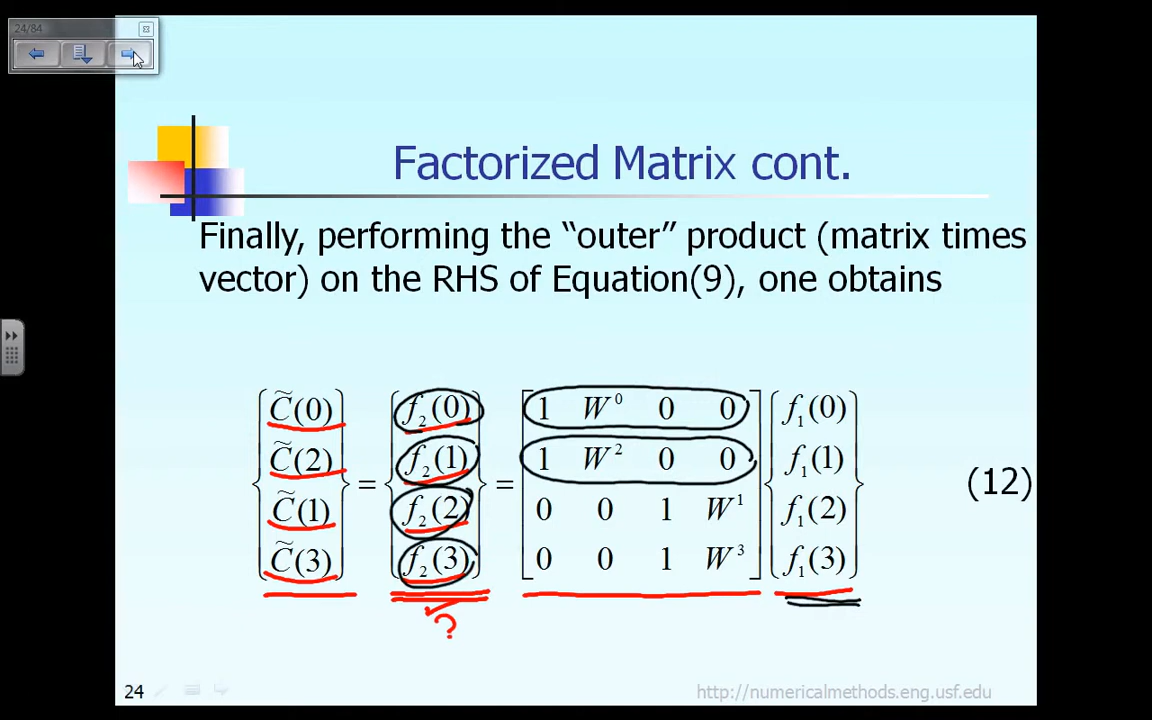 24/84
Factorized Matrix cont.
Finally, performing the “outer” product (matrix times
vector) on the RHS of Equation(9), one obtains
C̃(0) f₂(0) 1 W⁰ 0 0 f₁(0)
C̃(2) f₂(1) 1 W² 0 0 f₁(1)
= = (12)
C̃(1) f₂(2) 0 0 1 W¹ f₁(2)
C̃(3) f₂(3) 0 0 1 W³ f₁(3)
?
24
http://numericalmethods.eng.usf.edu